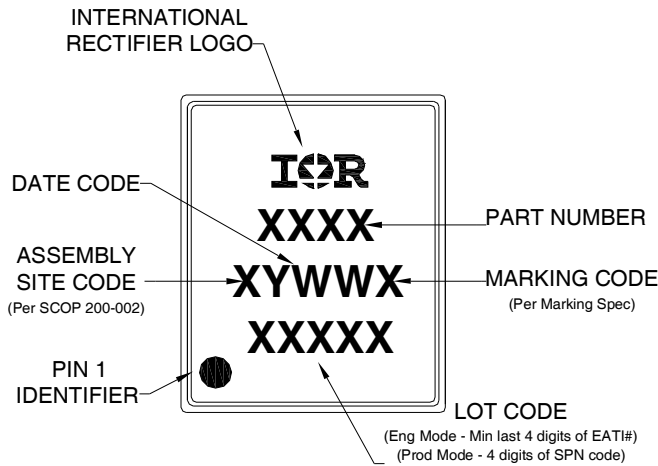 INTERNATIONAL
RECTIFIER LOGO
IOR
DATE CODE
XXXX
PART NUMBER
ASSEMBLY
SITE CODE
(Per SCOP 200-002)
XYWWX
MARKING CODE
(Per Marking Spec)
XXXXX
PIN 1
IDENTIFIER
LOT CODE
(Eng Mode - Min last 4 digits of EATI#)
(Prod Mode - 4 digits of SPN code)